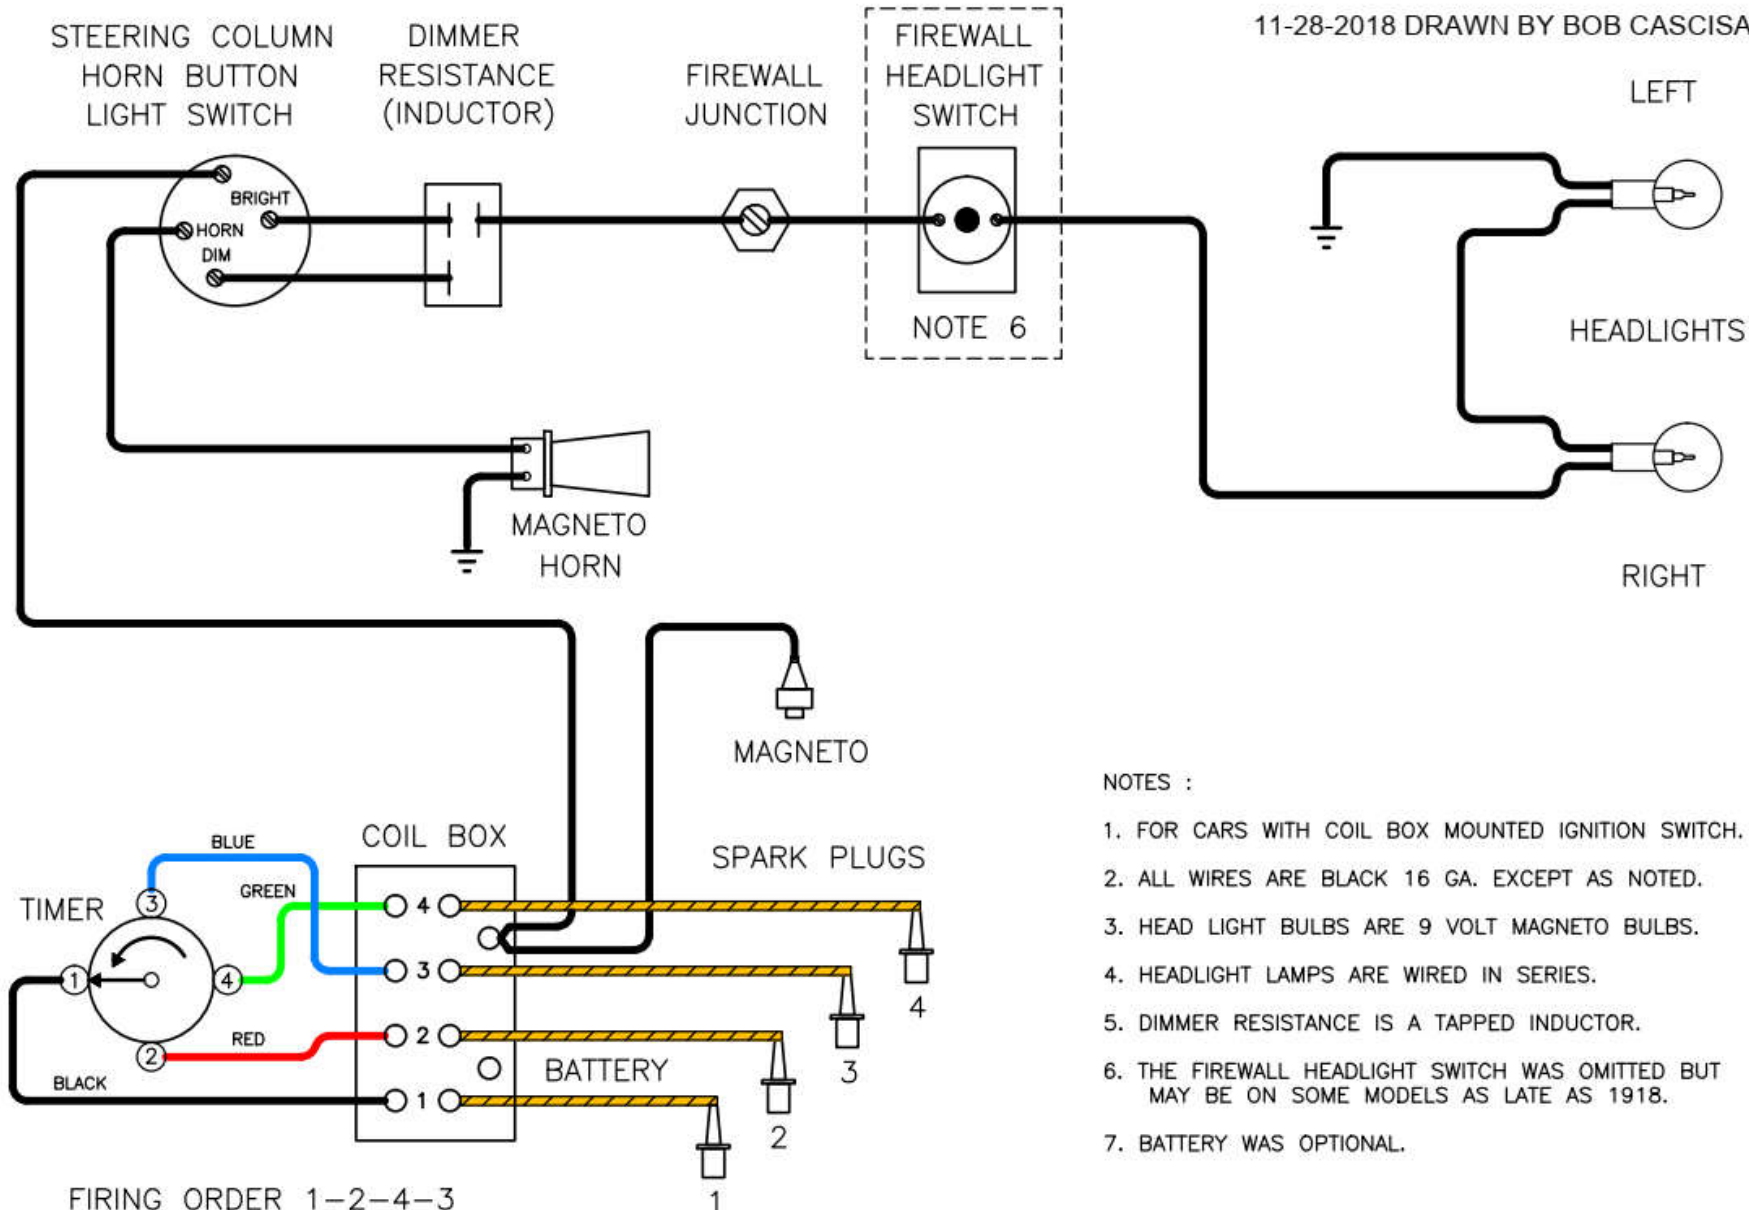 11-28-2018 DRAWN BY BOB CASCISA
STEERING COLUMN
HORN BUTTON
LIGHT SWITCH
DIMMER
RESISTANCE
(INDUCTOR)
FIREWALL
JUNCTION
FIREWALL
HEADLIGHT
SWITCH
NOTE 6
LEFT
HEADLIGHTS
RIGHT
BRIGHT
HORN
DIM
MAGNETO
HORN
MAGNETO
COIL BOX
SPARK PLUGS
TIMER
BLUE
GREEN
RED
BLACK
3
1
4
2
4
3
2
1
BATTERY
4
3
2
1
FIRING ORDER 1-2-4-3
NOTES :
1. FOR CARS WITH COIL BOX MOUNTED IGNITION SWITCH.
2. ALL WIRES ARE BLACK 16 GA. EXCEPT AS NOTED.
3. HEAD LIGHT BULBS ARE 9 VOLT MAGNETO BULBS.
4. HEADLIGHT LAMPS ARE WIRED IN SERIES.
5. DIMMER RESISTANCE IS A TAPPED INDUCTOR.
6. THE FIREWALL HEADLIGHT SWITCH WAS OMITTED BUT
MAY BE ON SOME MODELS AS LATE AS 1918.
7. BATTERY WAS OPTIONAL.